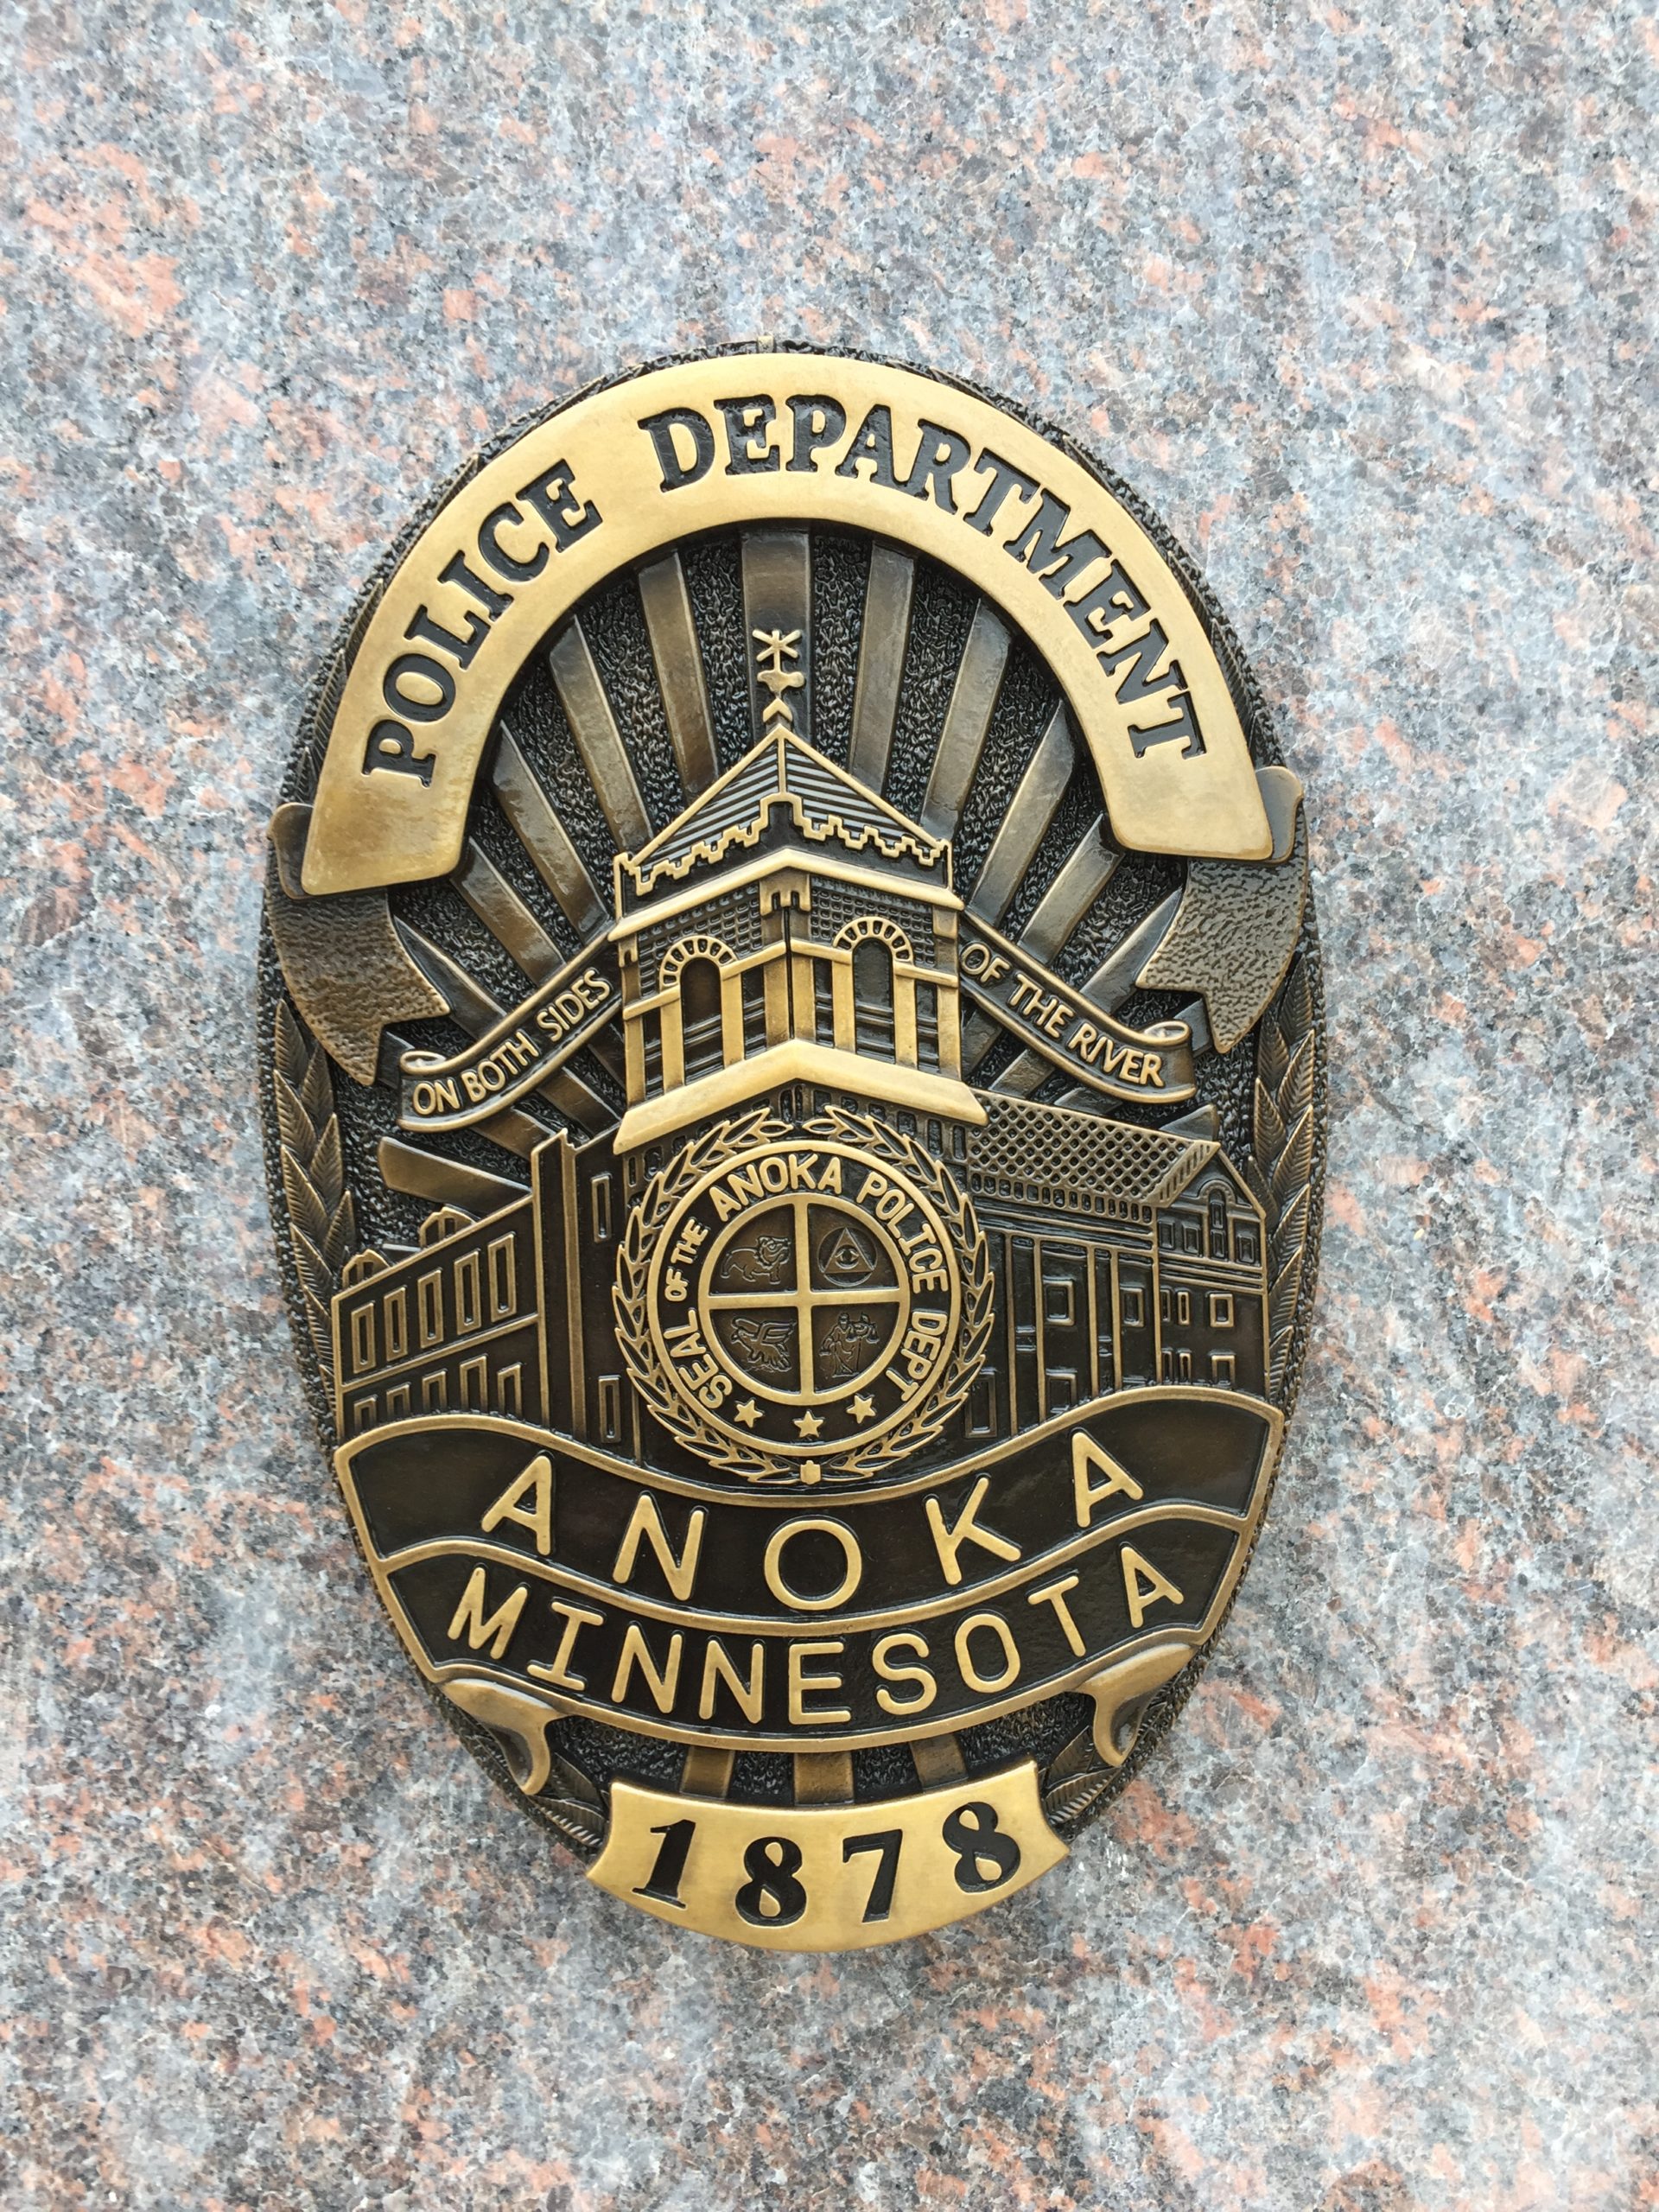 POLICE DEPARTMENT
ON BOTH SIDES OF THE RIVER
SEAL OF THE ANOKA POLICE DEPT
ANOKA
MINNESOTA
1878